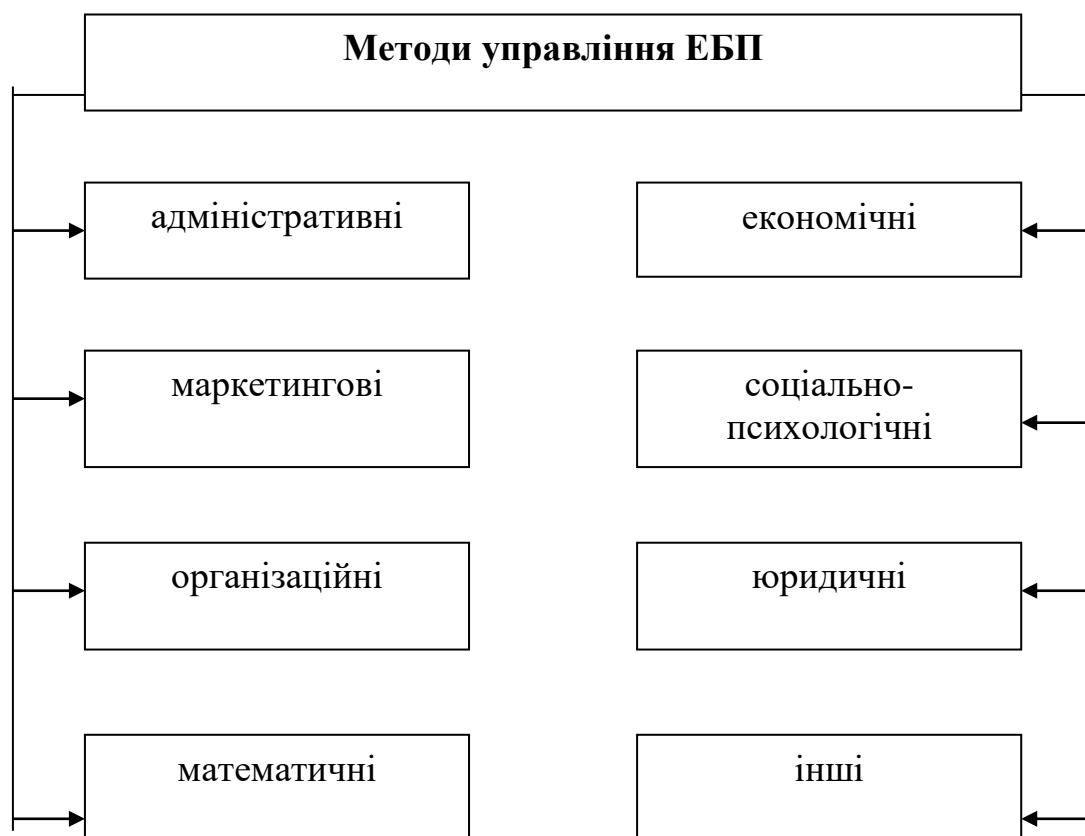 Методи управління ЕБП
адміністративні
економічні
маркетингові
соціально-
психологічні
організаційні
юридичні
математичні
інші